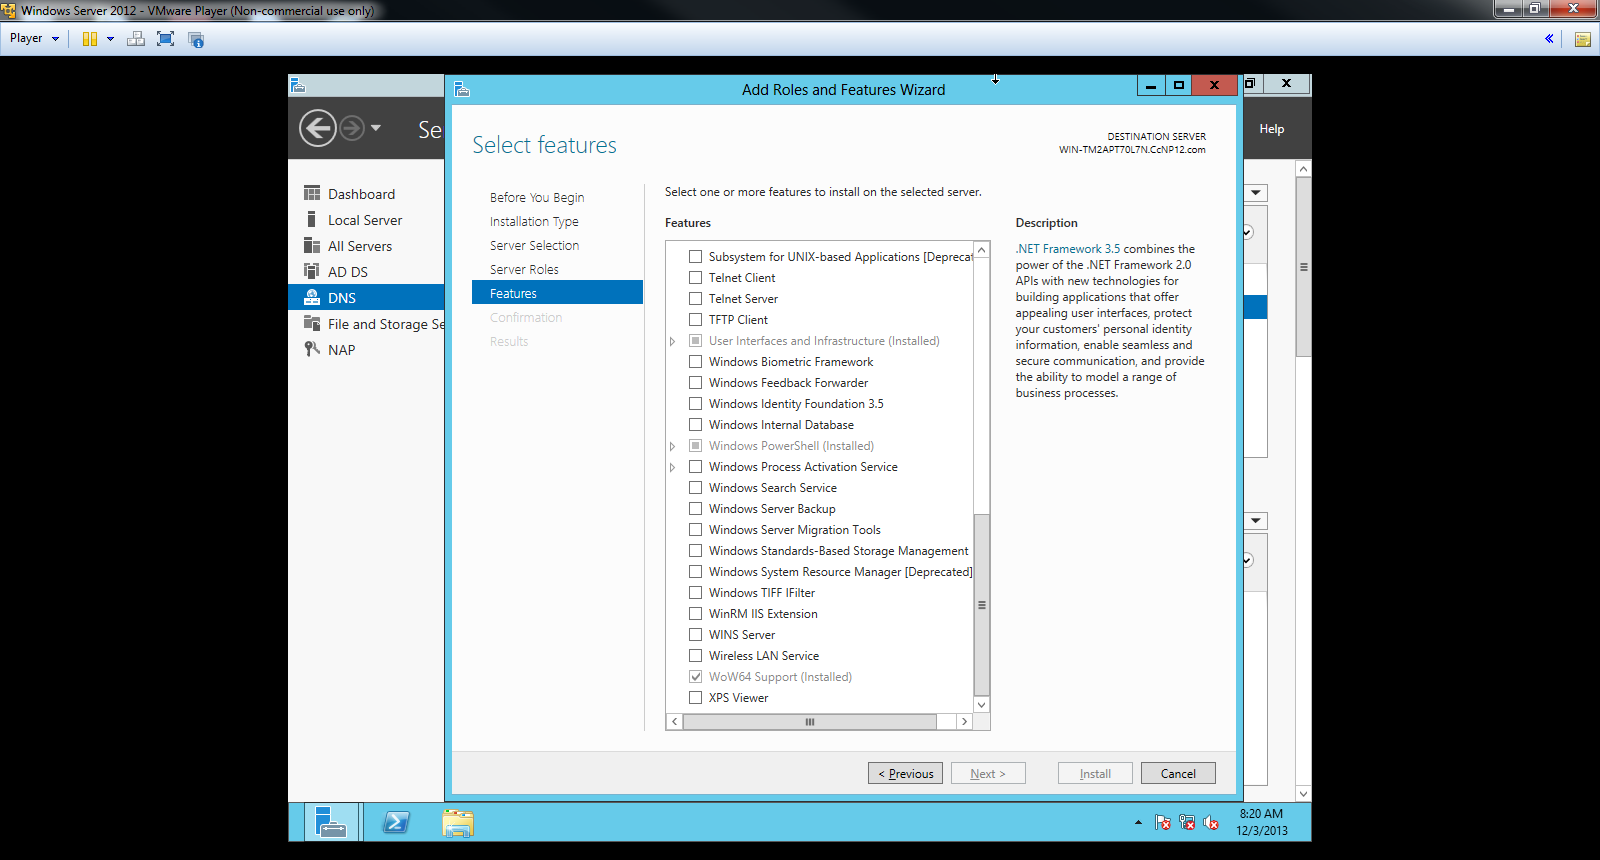 Windows Server 2012 - VMware Player (Non-commercial use only)
Player
Add Roles and Features Wizard
Se
Help
Dashboard
Local Server
All Servers
AD DS
DNS
File and Storage Se
NAP
Select features
DESTINATION SERVER
WIN-TM2APT70L7N.CcNP12.com
Before You Begin
Installation Type
Server Selection
Server Roles
Features
Confirmation
Results
Select one or more features to install on the selected server.
Features
Subsystem for UNIX-based Applications [Deprecat
Telnet Client
Telnet Server
TFTP Client
User Interfaces and Infrastructure (Installed)
Windows Biometric Framework
Windows Feedback Forwarder
Windows Identity Foundation 3.5
Windows Internal Database
Windows PowerShell (Installed)
Windows Process Activation Service
Windows Search Service
Windows Server Backup
Windows Server Migration Tools
Windows Standards-Based Storage Management
Windows System Resource Manager [Deprecated]
Windows TIFF IFilter
WinRM IIS Extension
WINS Server
Wireless LAN Service
WoW64 Support (Installed)
XPS Viewer
Description
.NET Framework 3.5 combines the
power of the .NET Framework 2.0
APIs with new technologies for
building applications that offer
appealing user interfaces, protect
your customers' personal identity
information, enable seamless and
secure communication, and provide
the ability to model a range of
business processes.
< Previous
Next >
Install
Cancel
8:20 AM
12/3/2013